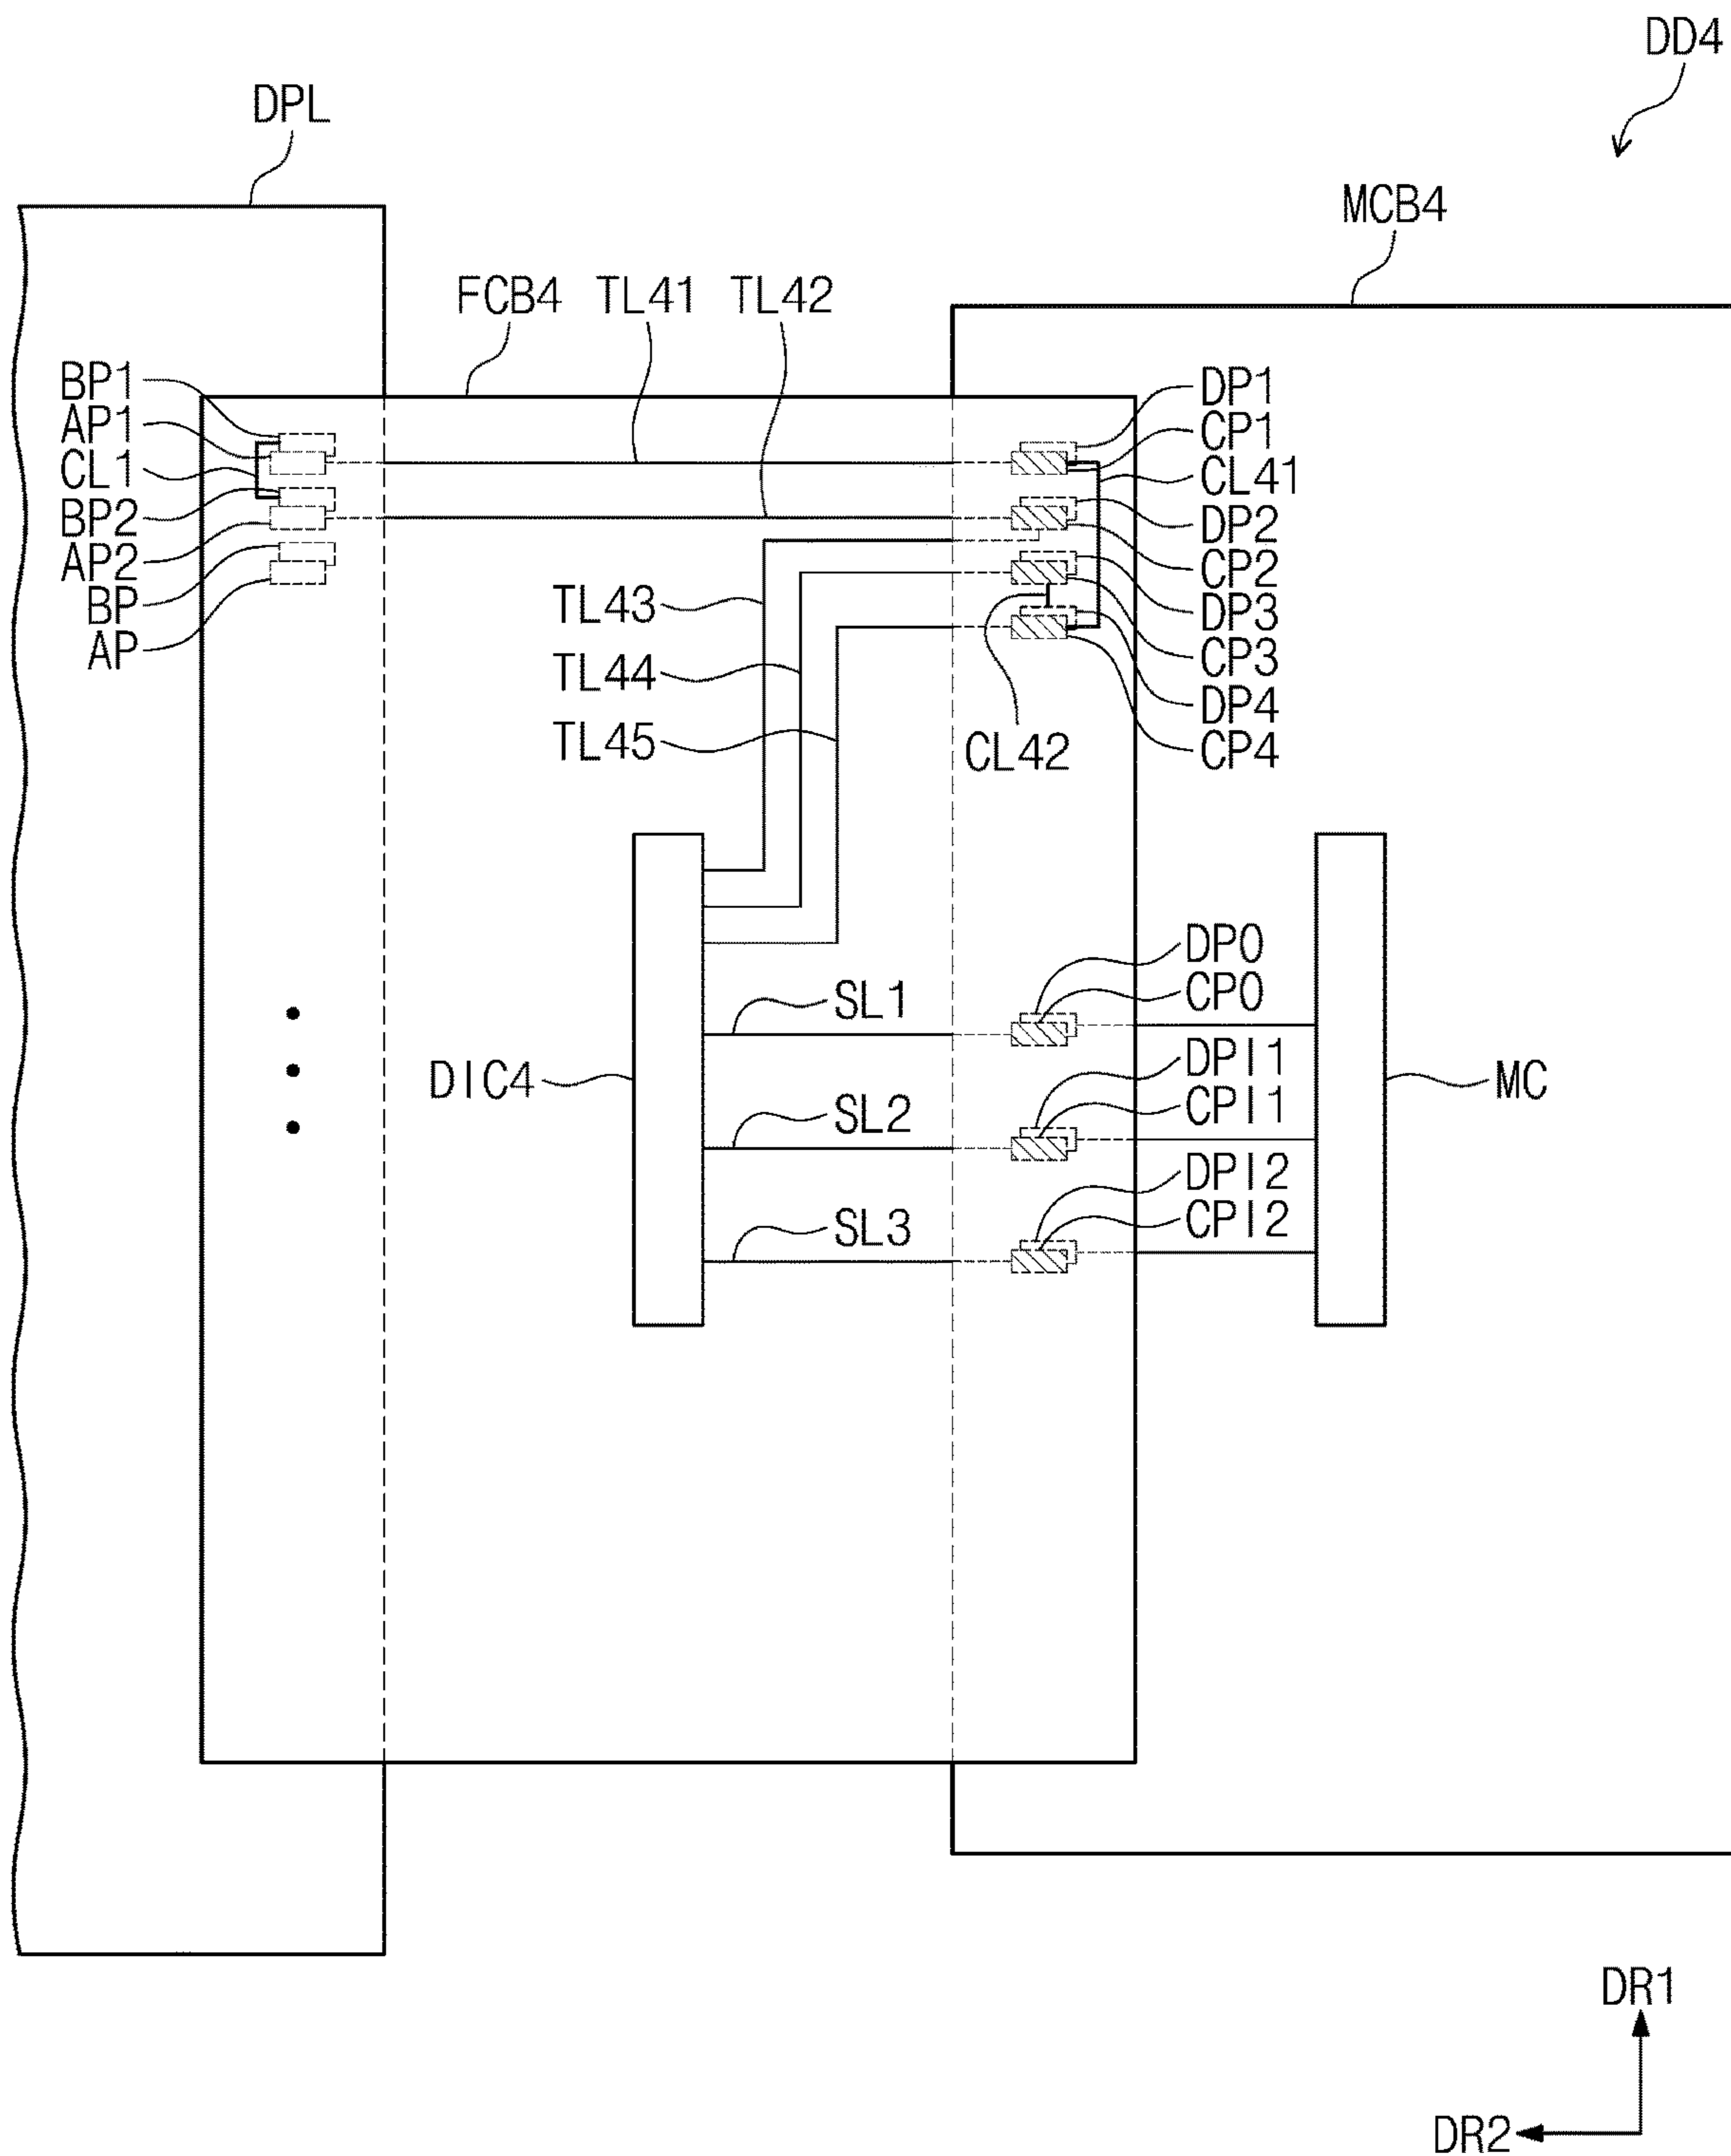 DD4
DPL
MCB4
FCB4 TL41 TL42
BP1
AP1
CL1
BP2
AP2
BP
AP
DP1
CP1
CL41
DP2
CP2
DP3
CP3
DP4
CP4
TL43
TL44
TL45
CL42
DP0
CP0
SL1
DPI1
CPI1
DIC4
MC
SL2
DPI2
CPI2
SL3
DR1
DR2